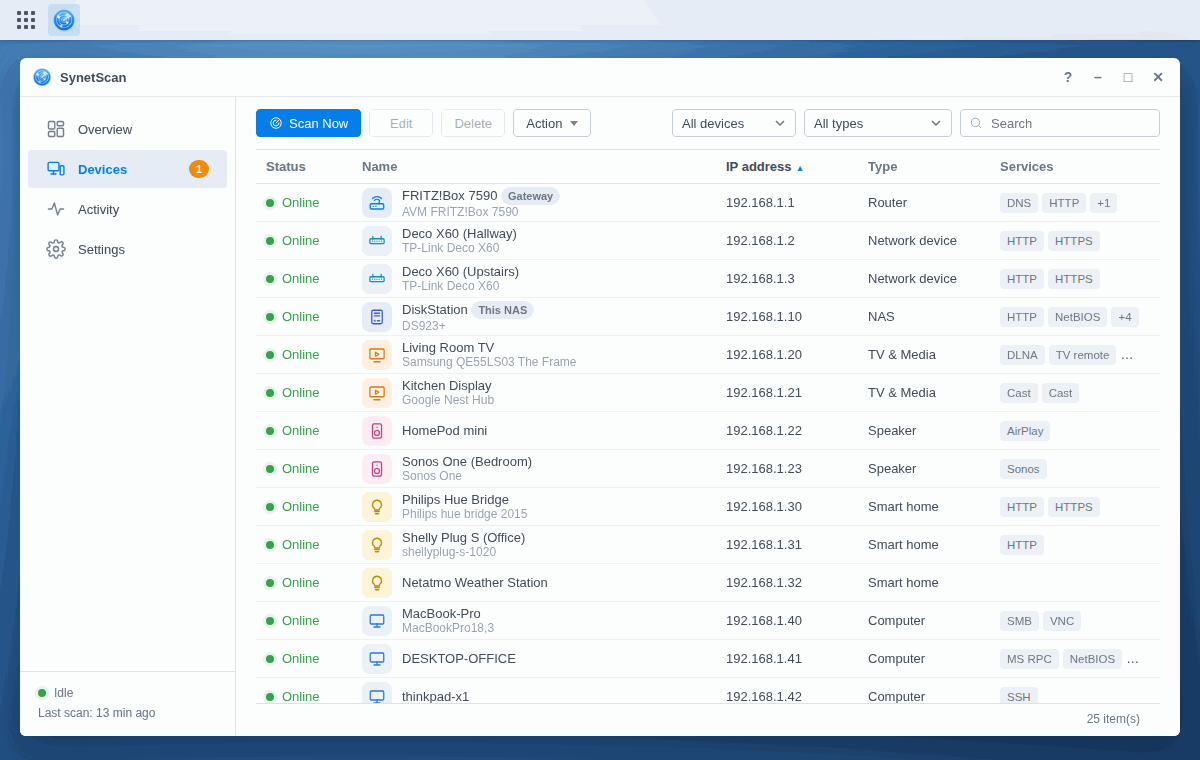 SynetScan
? – □ ✕
Overview
Devices 1
Activity
Settings
Idle
Last scan: 13 min ago
Scan Now Edit Delete Action All devices All types Search
Status Name IP address ▲ Type Services
Online FRITZ!Box 7590 Gateway 192.168.1.1 Router DNS HTTP +1
AVM FRITZ!Box 7590
Online Deco X60 (Hallway) 192.168.1.2 Network device HTTP HTTPS
TP-Link Deco X60
Online Deco X60 (Upstairs) 192.168.1.3 Network device HTTP HTTPS
TP-Link Deco X60
Online DiskStation This NAS 192.168.1.10 NAS HTTP NetBIOS +4
DS923+
Online Living Room TV 192.168.1.20 TV & Media DLNA TV remote ...
Samsung QE55LS03 The Frame
Online Kitchen Display 192.168.1.21 TV & Media Cast Cast
Google Nest Hub
Online HomePod mini 192.168.1.22 Speaker AirPlay
Online Sonos One (Bedroom) 192.168.1.23 Speaker Sonos
Sonos One
Online Philips Hue Bridge 192.168.1.30 Smart home HTTP HTTPS
Philips hue bridge 2015
Online Shelly Plug S (Office) 192.168.1.31 Smart home HTTP
shellyplug-s-1020
Online Netatmo Weather Station 192.168.1.32 Smart home
Online MacBook-Pro 192.168.1.40 Computer SMB VNC
MacBookPro18,3
Online DESKTOP-OFFICE 192.168.1.41 Computer MS RPC NetBIOS ...
Online thinkpad-x1 192.168.1.42 Computer SSH
25 item(s)